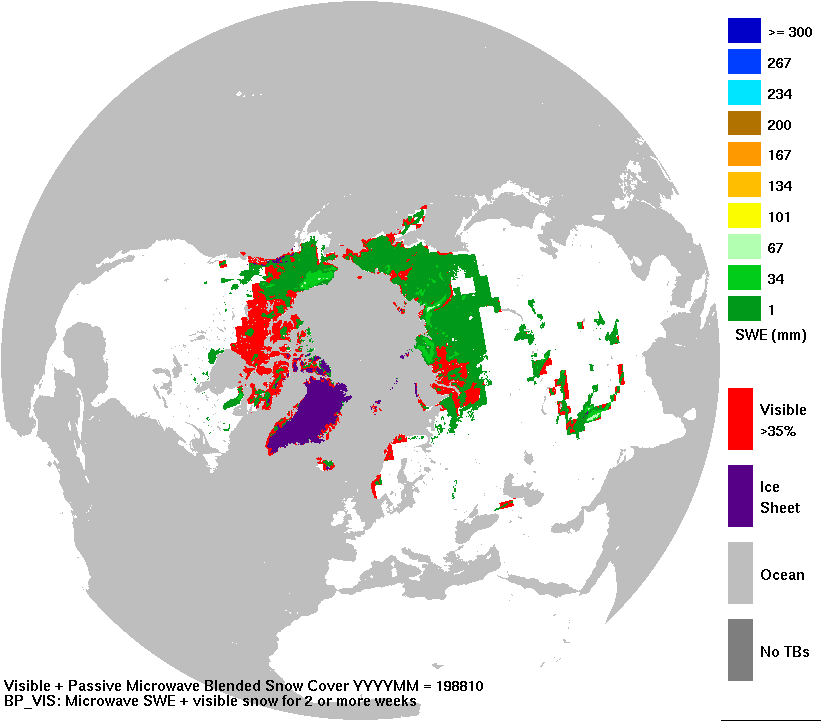 >= 300
267
234
200
167
134
101
67
34
1
SWE (mm)
Visible
>35%
Ice
Sheet
Ocean
No TBs
Visible + Passive Microwave Blended Snow Cover YYYYMM = 198810
BP_VIS: Microwave SWE + visible snow for 2 or more weeks